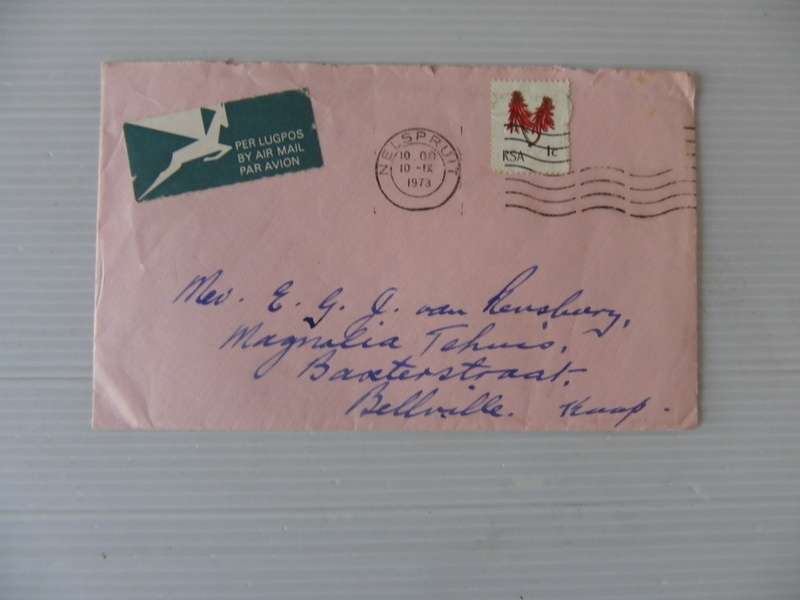 PER LUGPOS
BY AIR MAIL
PAR AVION
NELSPRUIT
10 00
10 -IX
1973
RSA 1c
Mev. E. G. J. van Rensburg,
Magnolia Tehuis,
Baxterstraat,
Bellville. Kaap.